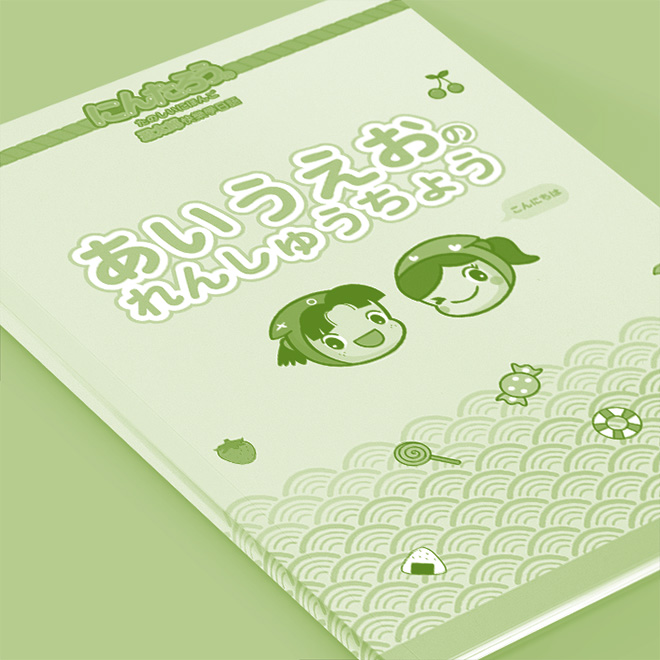 にんたろう。
たのしいにほんご
あいうえおの
れんしゅうちょう
こんにちは